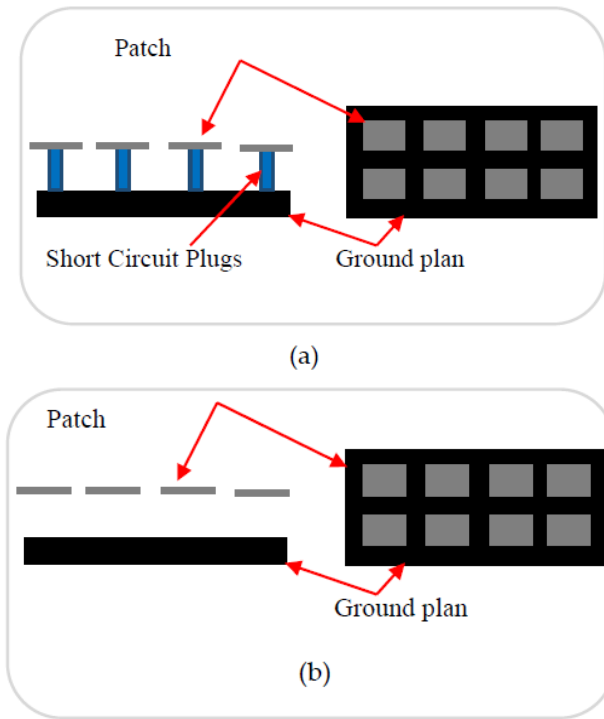 Patch
Short Circuit Plugs
Ground plan
(a)
Patch
Ground plan
(b)